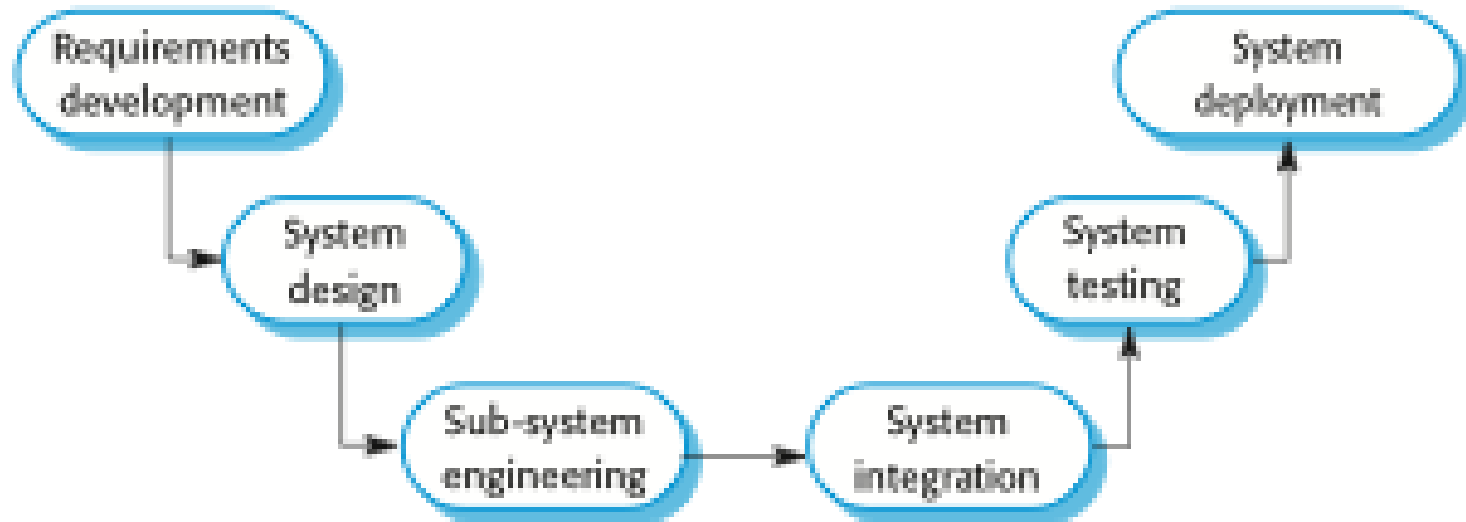 Requirements
development
System
design
Sub-system
engineering
System
integration
System
testing
System
deployment